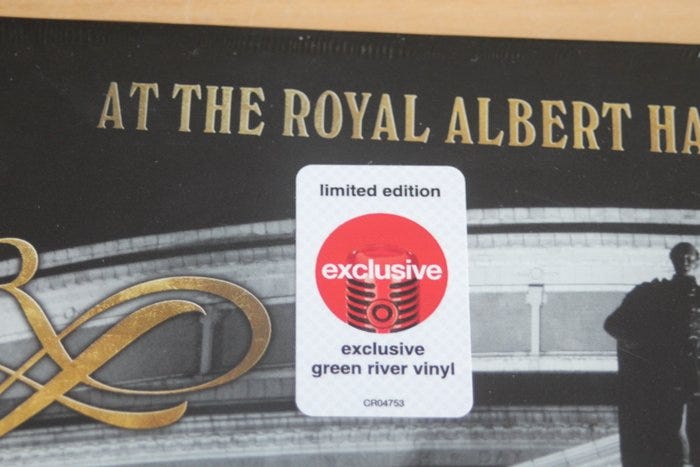 AT THE ROYAL ALBERT HA
limited edition
exclusive
exclusive
green river vinyl
CR04753